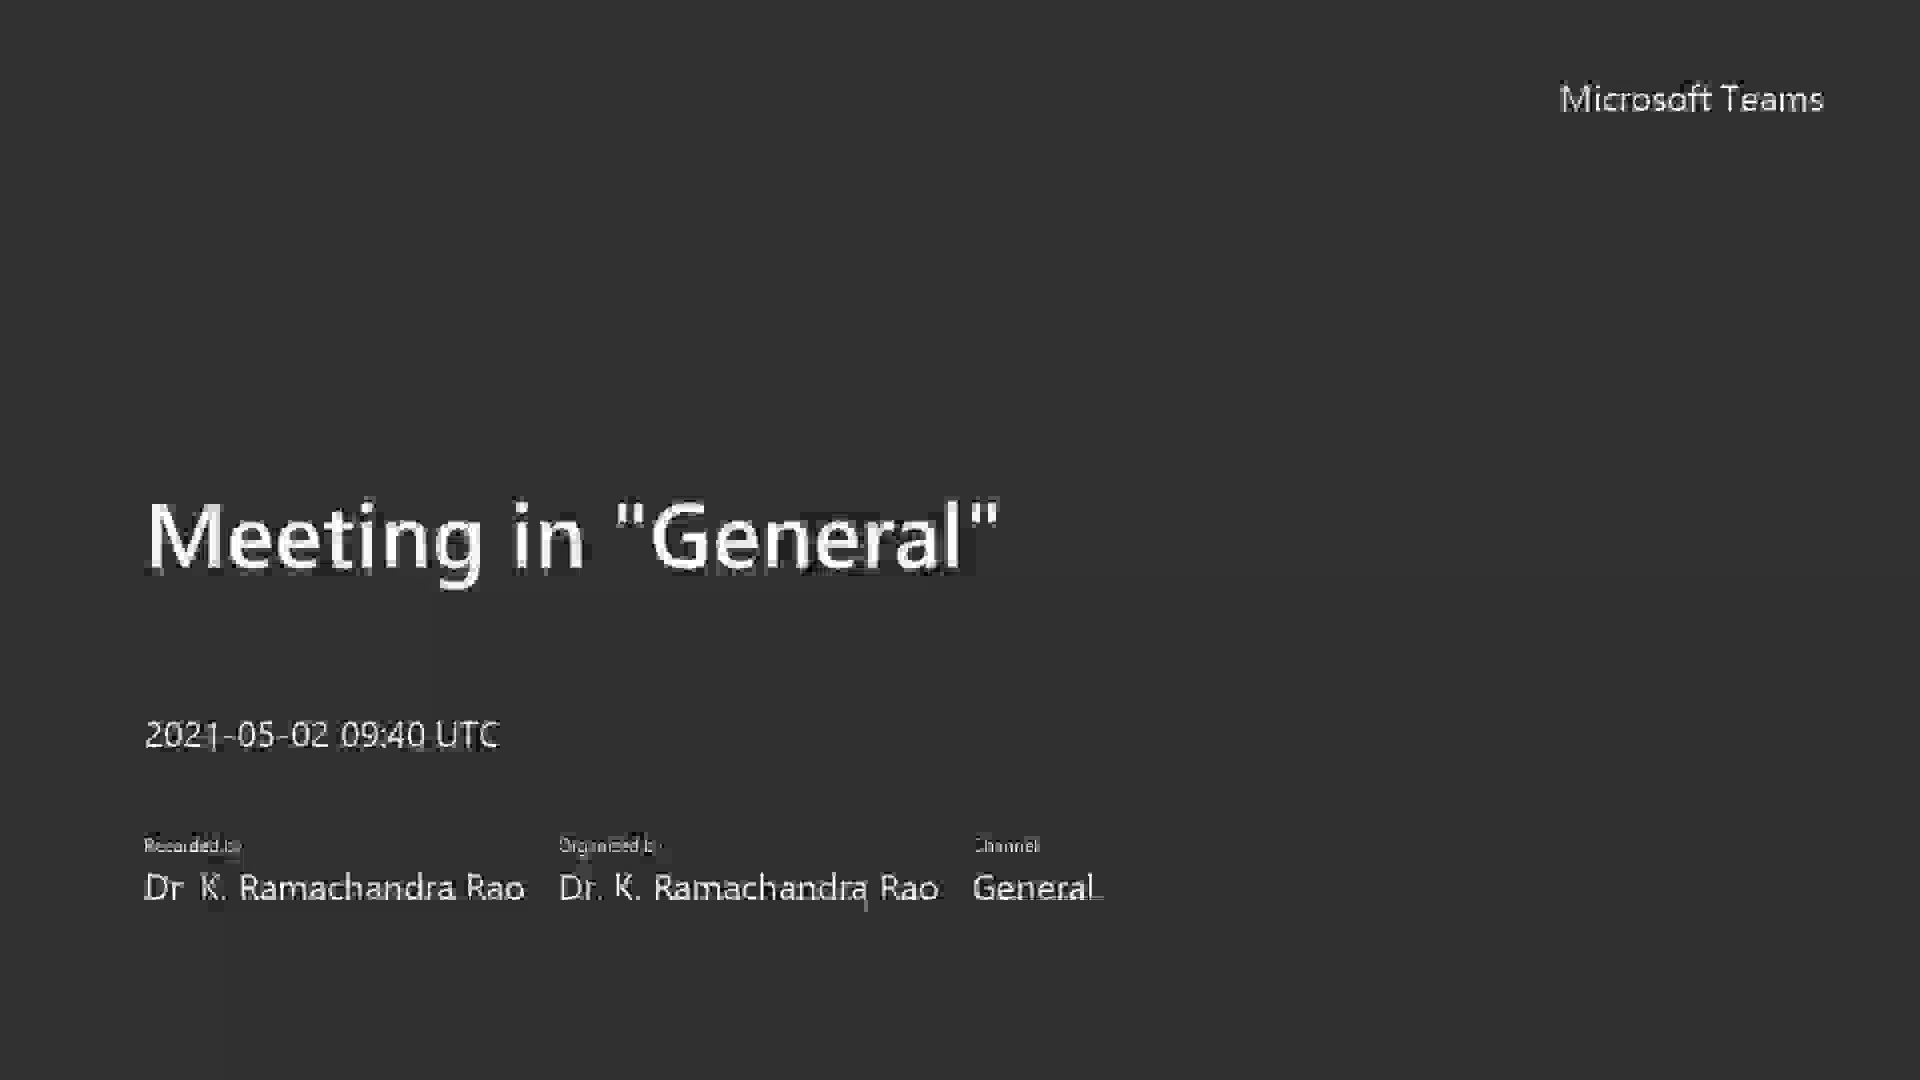 Microsoft Teams
Meeting in "General"
2021-05-02 09:40 UTC
Recorded by Organized by Channel
Dr. K. Ramachandra Rao Dr. K. Ramachandra Rao General